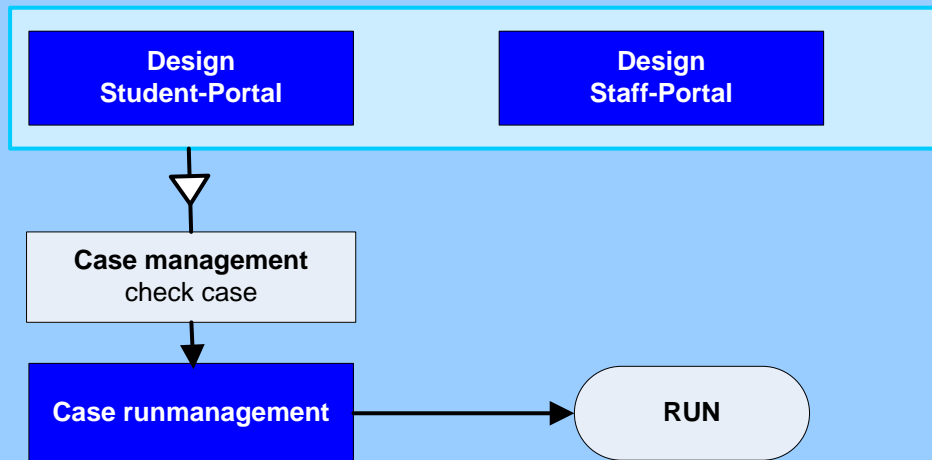 Design
Student-Portal
Design
Staff-Portal
Case management
check case
Case runmanagement
RUN